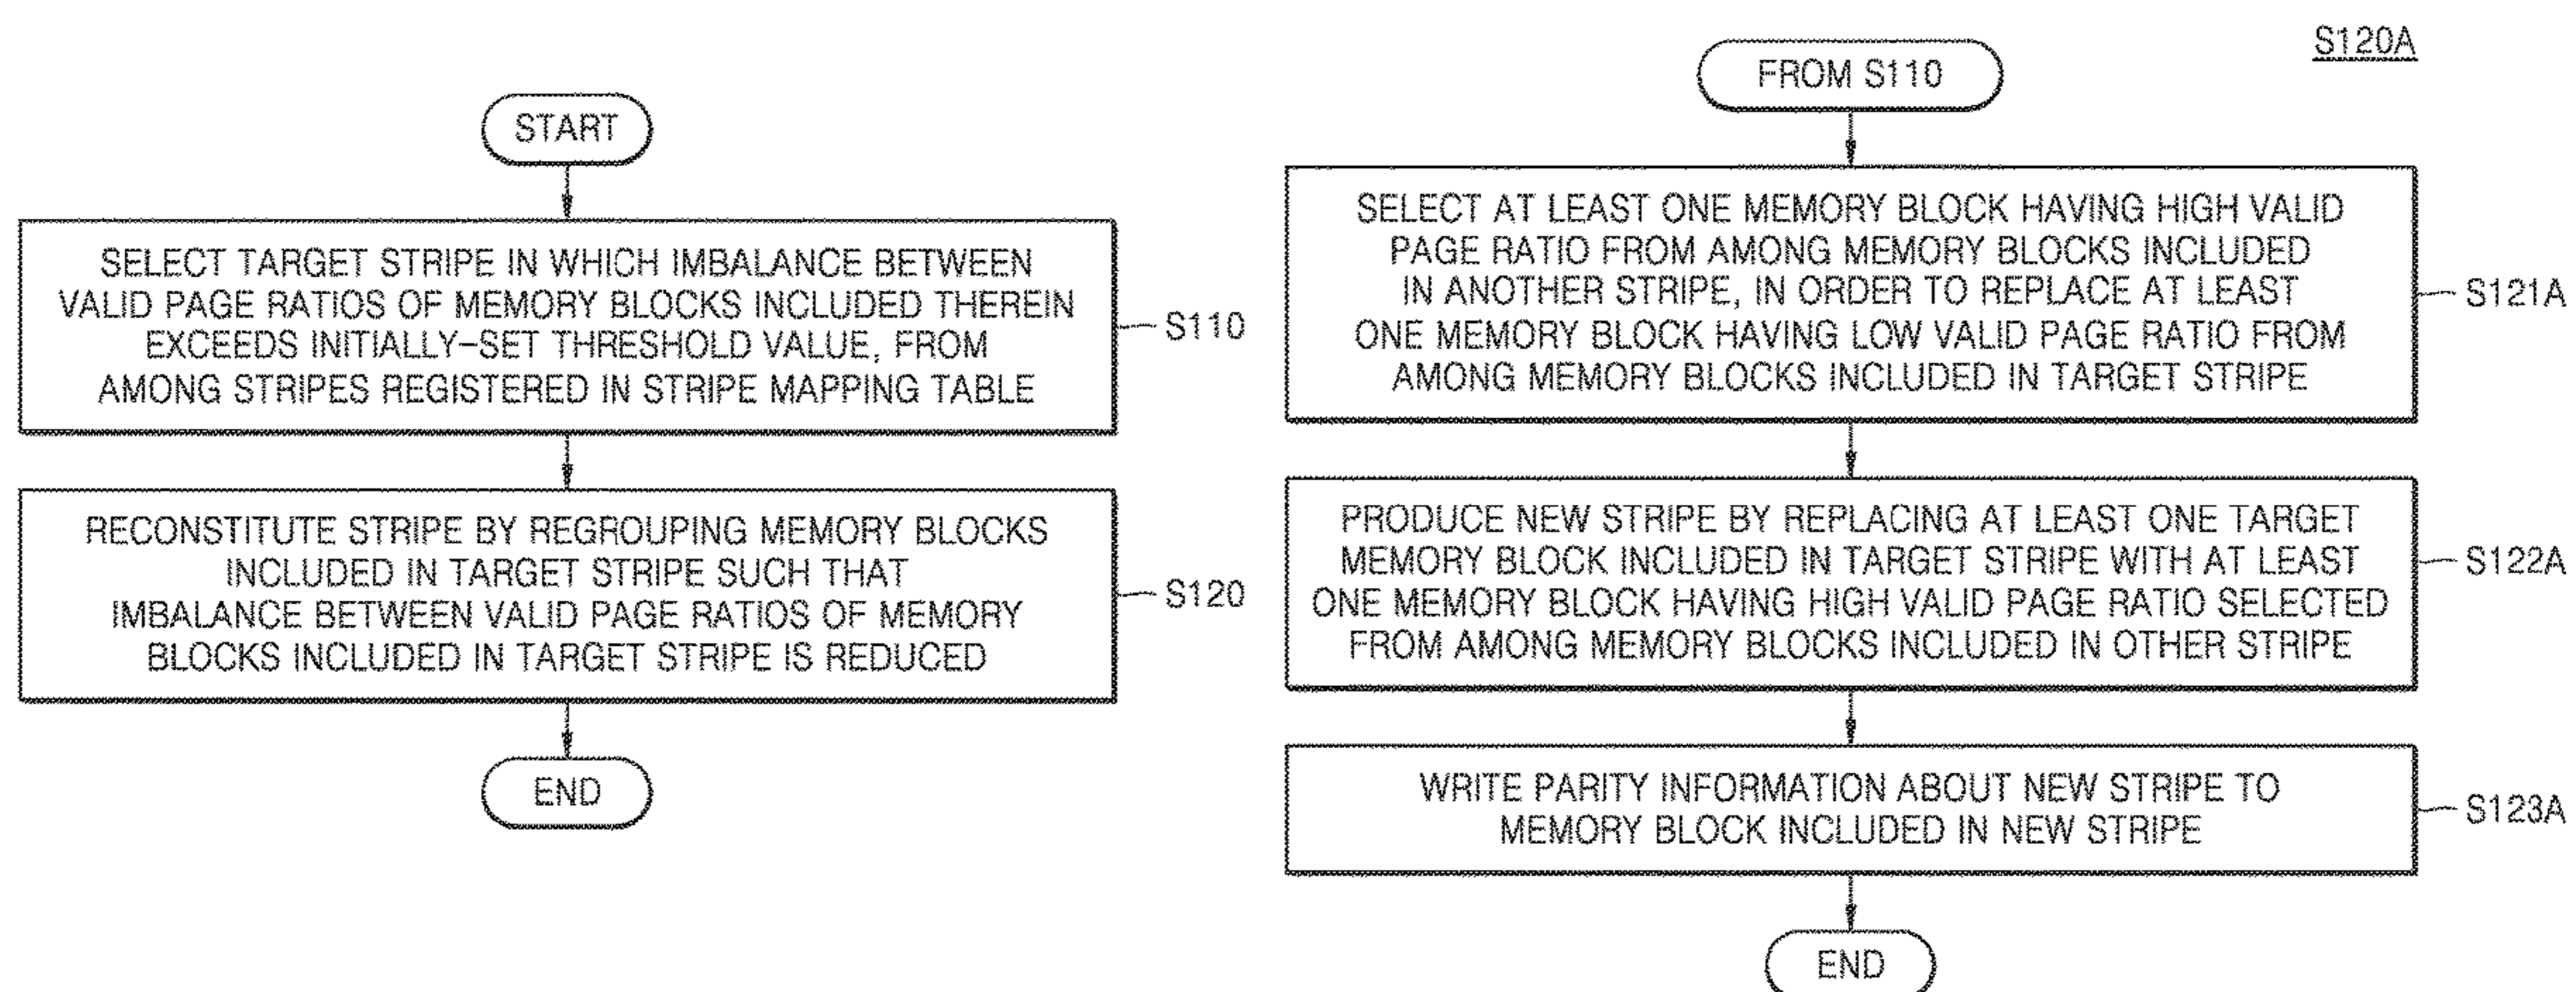 START
SELECT TARGET STRIPE IN WHICH IMBALANCE BETWEEN
VALID PAGE RATIOS OF MEMORY BLOCKS INCLUDED THEREIN
EXCEEDS INITIALLY-SET THRESHOLD VALUE, FROM
AMONG STRIPES REGISTERED IN STRIPE MAPPING TABLE
S110
RECONSTITUTE STRIPE BY REGROUPING MEMORY BLOCKS
INCLUDED IN TARGET STRIPE SUCH THAT
IMBALANCE BETWEEN VALID PAGE RATIOS OF MEMORY
BLOCKS INCLUDED IN TARGET STRIPE IS REDUCED
S120
END
S120A
FROM S110
SELECT AT LEAST ONE MEMORY BLOCK HAVING HIGH VALID
PAGE RATIO FROM AMONG MEMORY BLOCKS INCLUDED
IN ANOTHER STRIPE, IN ORDER TO REPLACE AT LEAST
ONE MEMORY BLOCK HAVING LOW VALID PAGE RATIO FROM
AMONG MEMORY BLOCKS INCLUDED IN TARGET STRIPE
S121A
PRODUCE NEW STRIPE BY REPLACING AT LEAST ONE TARGET
MEMORY BLOCK INCLUDED IN TARGET STRIPE WITH AT LEAST
ONE MEMORY BLOCK HAVING HIGH VALID PAGE RATIO SELECTED
FROM AMONG MEMORY BLOCKS INCLUDED IN OTHER STRIPE
S122A
WRITE PARITY INFORMATION ABOUT NEW STRIPE TO
MEMORY BLOCK INCLUDED IN NEW STRIPE
S123A
END